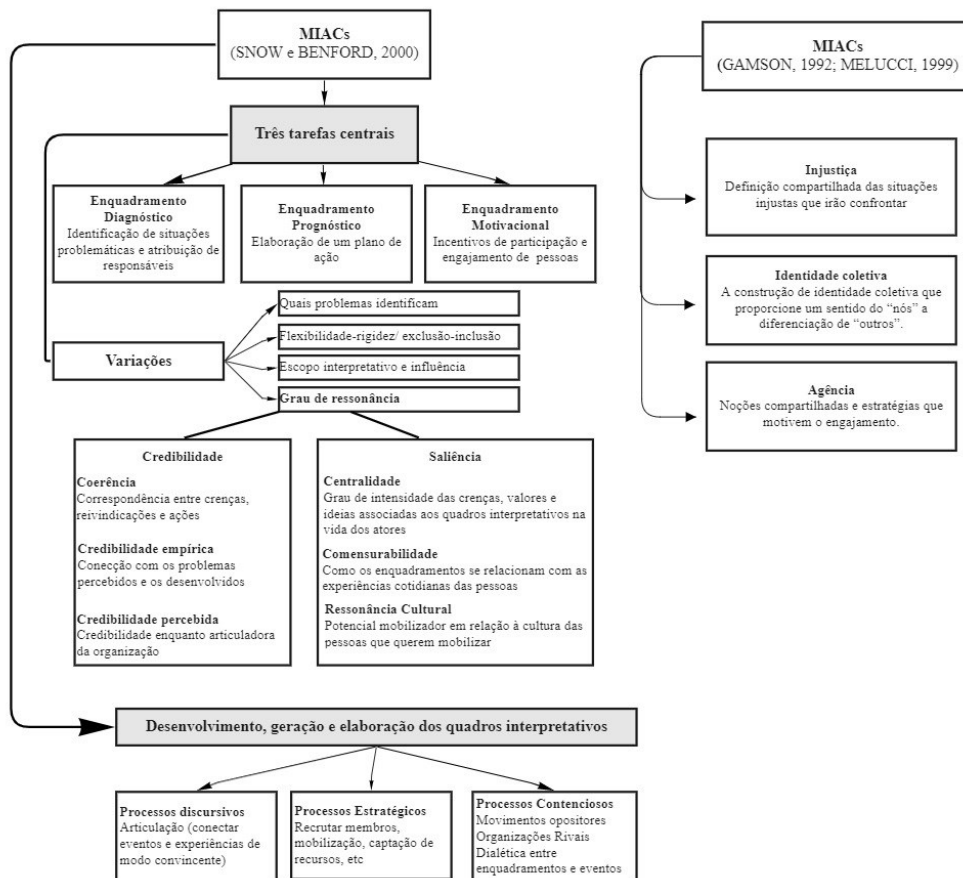 MIACs
(SNOW e BENFORD, 2000)
Três tarefas centrais
Enquadramento
Diagnóstico
Identificação de situações
problemáticas e atribuição de
responsáveis
Enquadramento
Prognóstico
Elaboração de um plano de
ação
Enquadramento
Motivacional
Incentivos de participação e
engajamento de pessoas
Variações
Quais problemas identificam
Flexibilidade-rigidez/ exclusão-inclusão
Escopo interpretativo e influência
Grau de ressonância
Credibilidade
Coerência
Correspondência entre crenças,
reivindicações e ações
Credibilidade empírica
Conecção com os problemas
percebidos e os desenvolvidos
Credibilidade percebida
Credibilidade enquanto articuladora
da organização
Saliência
Centralidade
Grau de intensidade das crenças, valores e
ideias associadas aos quadros interpretativos na
vida dos atores
Comensurabilidade
Como os enquadramentos se relacionam com as
experiências cotidianas das pessoas
Ressonância Cultural
Potencial mobilizador em relação à cultura das
pessoas que querem mobilizar
Desenvolvimento, geração e elaboração dos quadros interpretativos
Processos discursivos
Articulação (conectar
eventos e experiências de
modo convincente)
Processos Estratégicos
Recrutar membros,
mobilização, captação de
recursos, etc
Processos Contenciosos
Movimentos opositores
Organizações Rivais
Dialética entre
enquadramentos e eventos
MIACs
(GAMSON, 1992; MELUCCI, 1999)
Injustiça
Definição compartilhada das situações
injustas que irão confrontar
Identidade coletiva
A construção de identidade coletiva que
proporcione um sentido do “nós” a
diferenciação de “outros”.
Agência
Noções compartilhadas e estratégias que
motivem o engajamento.